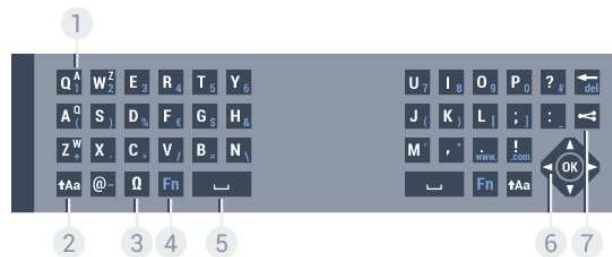 1
Q A 1 W Z 2 E 3 R 4 T 5 Y 6 U 7 I 8 O 9 P 0 ? # del
A Q ( S ) D % F € G $ H & J ( K ) L | ; ] : _
Z W + X - C * V / B = N \ M ' , " . www. ! .com OK
↑Aa @ ~ Ω Fn Fn ↑Aa
2 3 4 5 6 7